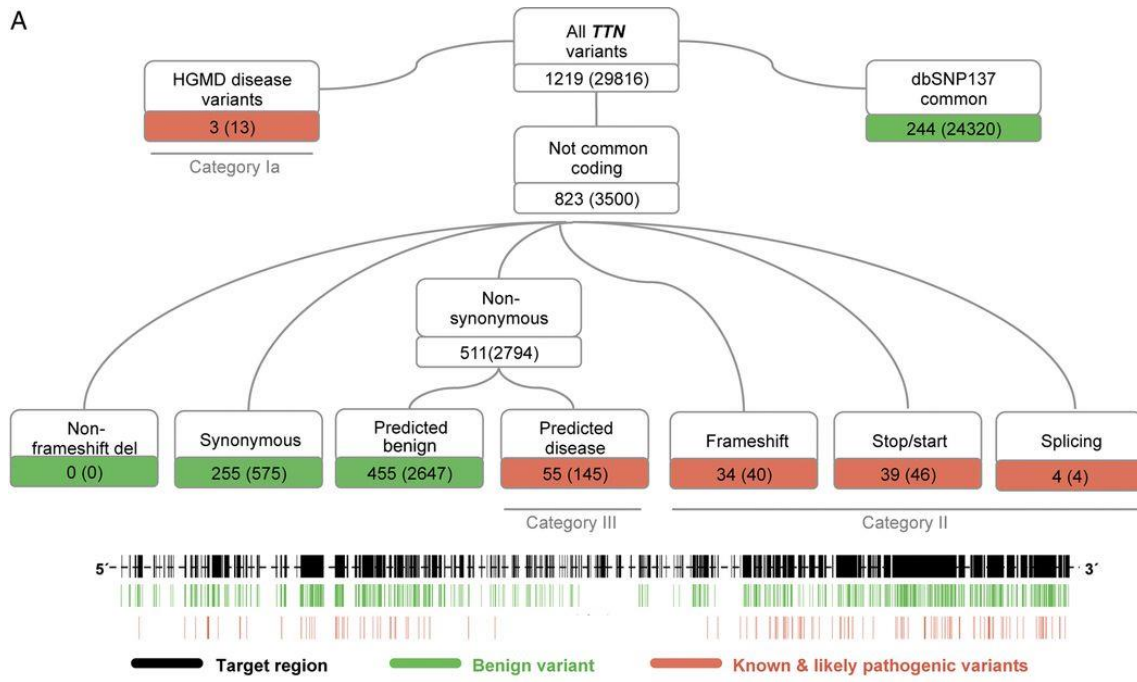 A
All TTN
variants
1219 (29816)
HGMD disease
variants
3 (13)
Category Ia
dbSNP137
common
244 (24320)
Not common
coding
823 (3500)
Non-
synonymous
511(2794)
Non-
frameshift del
0 (0)
Synonymous
255 (575)
Predicted
benign
455 (2647)
Predicted
disease
55 (145)
Frameshift
34 (40)
Stop/start
39 (46)
Splicing
4 (4)
Category III
Category II
5´
3´
Target region
Benign variant
Known & likely pathogenic variants